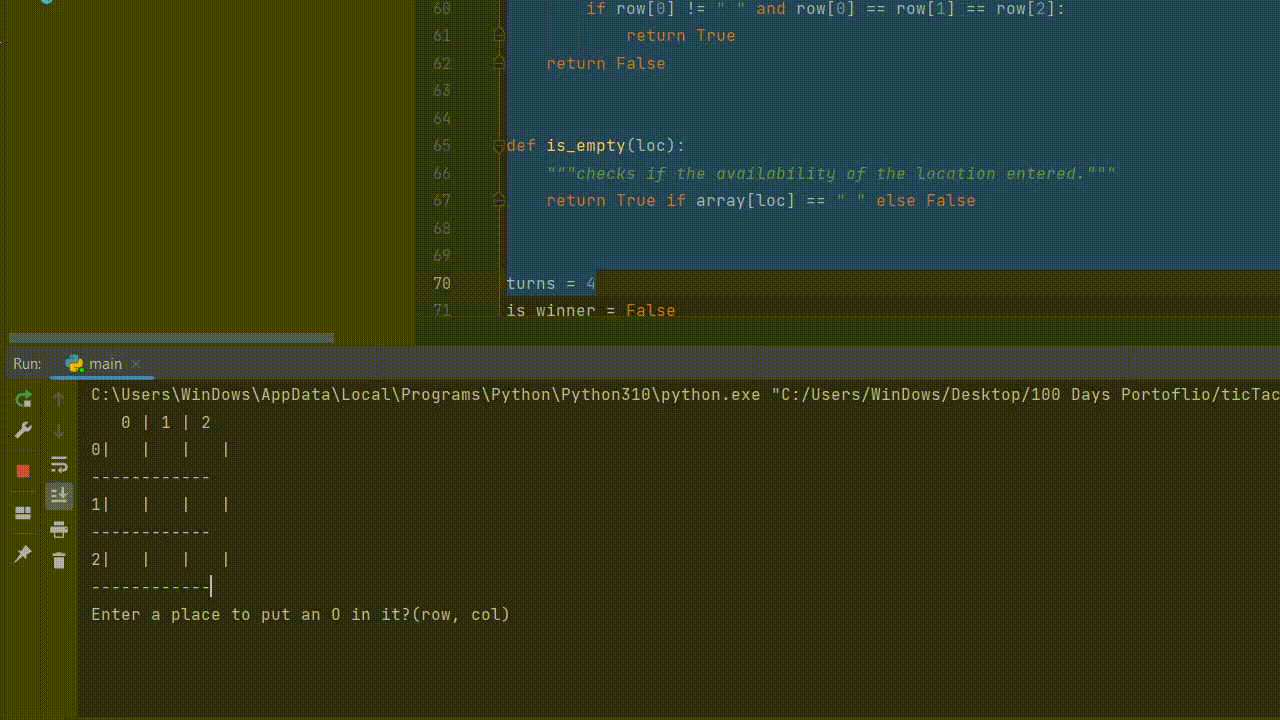 60 if row[0] != " " and row[0] == row[1] == row[2]:
61 return True
62 return False
63
64
65 def is_empty(loc):
66 """checks if the availability of the location entered."""
67 return True if array[loc] == " " else False
68
69
70 turns = 4
71 is winner = False
Run: main ×
C:\Users\WinDows\AppData\Local\Programs\Python\Python310\python.exe "C:/Users/WinDows/Desktop/100 Days Portoflio/ticTac
0 | 1 | 2
0|   |   |   |
------------
1|   |   |   |
------------
2|   |   |   |
------------
Enter a place to put an O in it?(row, col)